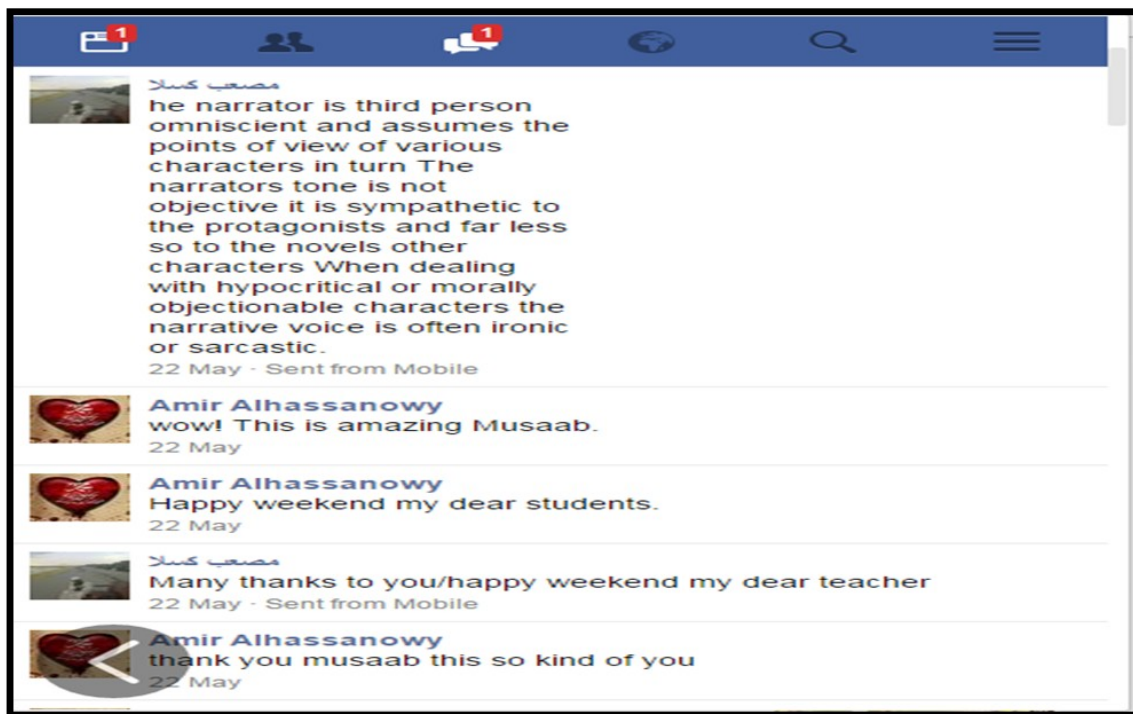 1
1
مصعب كسلا
he narrator is third person
omniscient and assumes the
points of view of various
characters in turn The
narrators tone is not
objective it is sympathetic to
the protagonists and far less
so to the novels other
characters When dealing
with hypocritical or morally
objectionable characters the
narrative voice is often ironic
or sarcastic.
22 May · Sent from Mobile
Amir Alhassanowy
wow! This is amazing Musaab.
22 May
Amir Alhassanowy
Happy weekend my dear students.
22 May
مصعب كسلا
Many thanks to you/happy weekend my dear teacher
22 May · Sent from Mobile
Amir Alhassanowy
thank you musaab this so kind of you
22 May